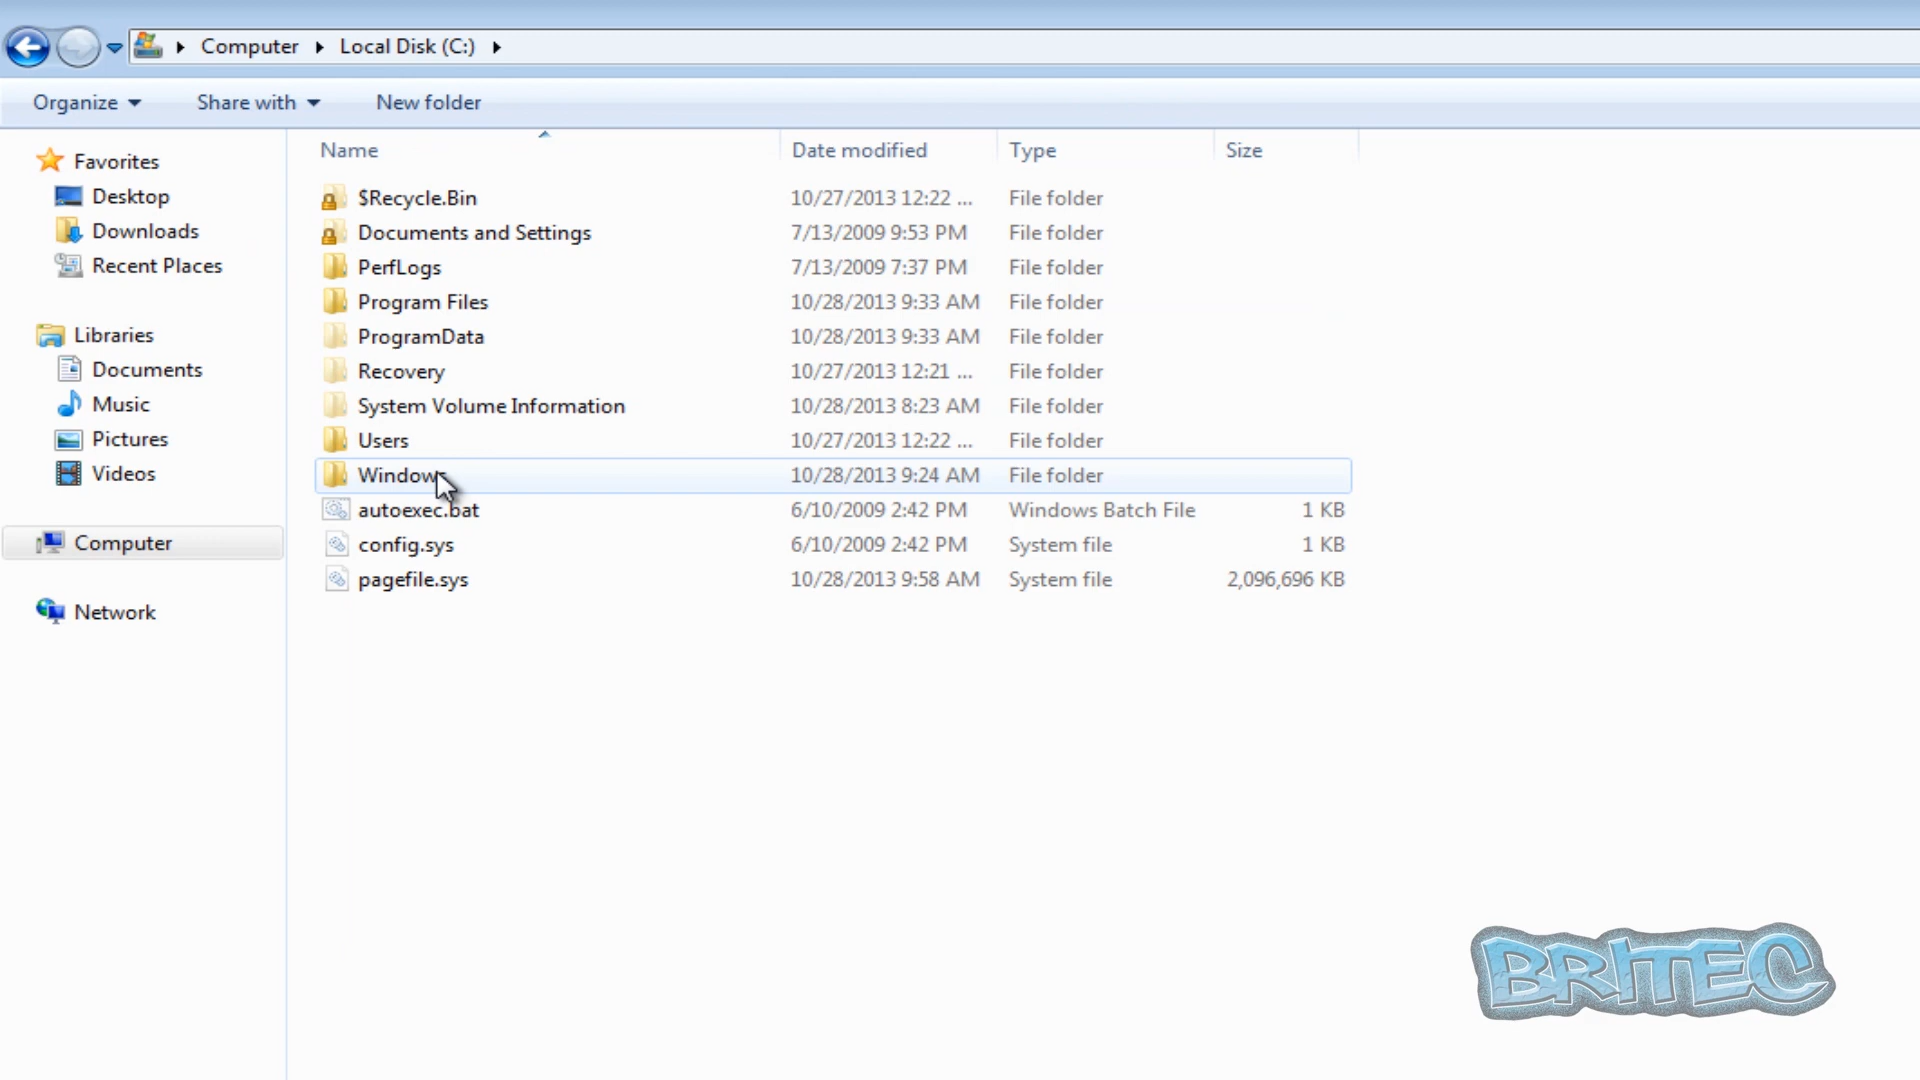 Computer Local Disk (C:)
Organize Share with New folder
Name Date modified Type Size
Favorites
Desktop
Downloads
Recent Places
Libraries
Documents
Music
Pictures
Videos
Computer
Network
$Recycle.Bin 10/27/2013 12:22 ... File folder
Documents and Settings 7/13/2009 9:53 PM File folder
PerfLogs 7/13/2009 7:37 PM File folder
Program Files 10/28/2013 9:33 AM File folder
ProgramData 10/28/2013 9:33 AM File folder
Recovery 10/27/2013 12:21 ... File folder
System Volume Information 10/28/2013 8:23 AM File folder
Users 10/27/2013 12:22 ... File folder
Windows 10/28/2013 9:24 AM File folder
autoexec.bat 6/10/2009 2:42 PM Windows Batch File 1 KB
config.sys 6/10/2009 2:42 PM System file 1 KB
pagefile.sys 10/28/2013 9:58 AM System file 2,096,696 KB
BRITEC